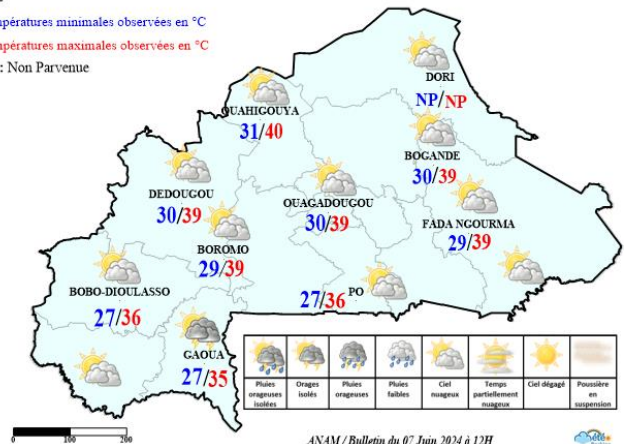 Températures minimales observées en °C
Températures maximales observées en °C
: Non Parvenue
DORI
NP/NP
OUAHIGOUYA
31/40
BOGANDE
30/39
DEDOUGOU
30/39
OUAGADOUGOU
30/39
FADA NGOURMA
29/39
BOROMO
29/39
BOBO-DIOULASSO
27/36
27/36 PO
GAOUA
27/35
Pluies orageuses isolées
Orages isolés
Pluies orageuses
Pluies faibles
Ciel nuageux
Temps partiellement nuageux
Ciel dégagé
Poussière en suspension
0 100 200
ANAM / Bulletin du 07 Juin 2024 à 12H